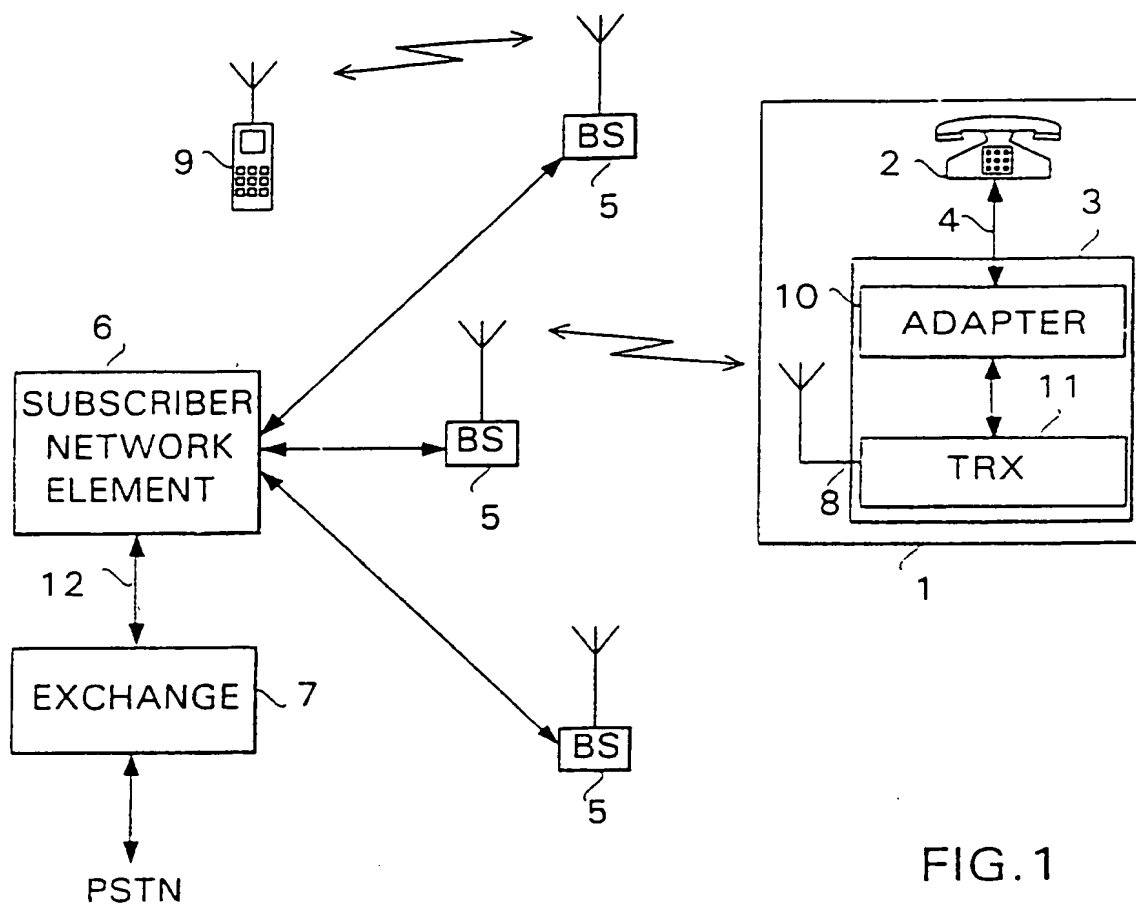 9
BS
5
2
4
3
10
ADAPTER
6
SUBSCRIBER
NETWORK
ELEMENT
BS
5
11
TRX
8
1
12
EXCHANGE
7
BS
5
PSTN
FIG.1